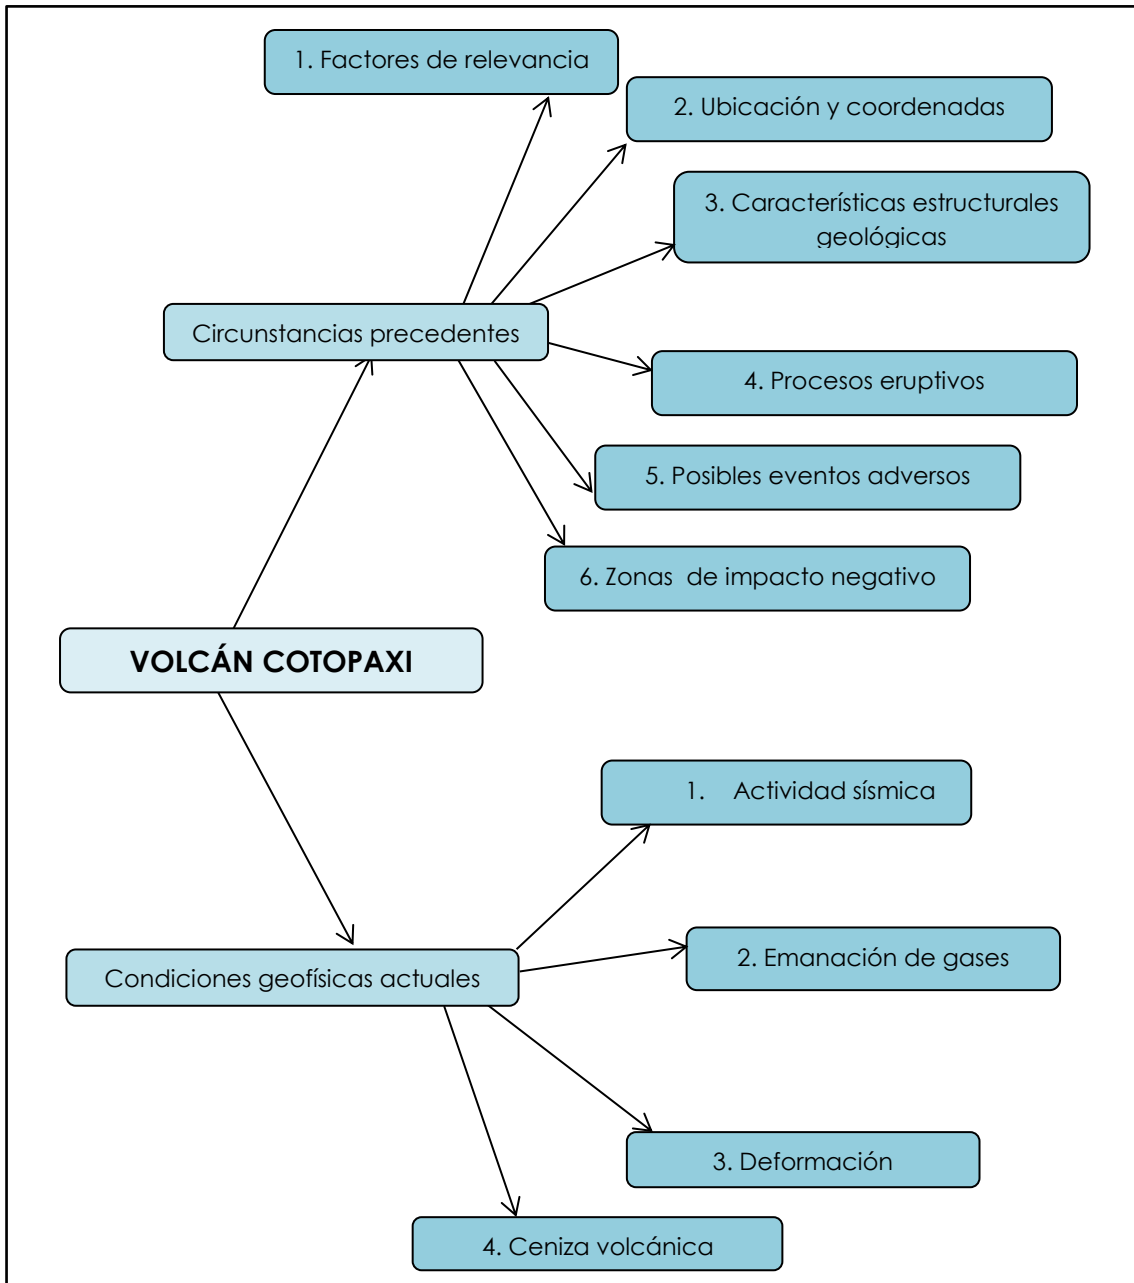 1. Factores de relevancia
2. Ubicación y coordenadas
3. Características estructurales
geológicas
Circunstancias precedentes
4. Procesos eruptivos
5. Posibles eventos adversos
6. Zonas  de impacto negativo
VOLCÁN COTOPAXI
1. Actividad sísmica
2. Emanación de gases
Condiciones geofísicas actuales
3. Deformación
4. Ceniza volcánica